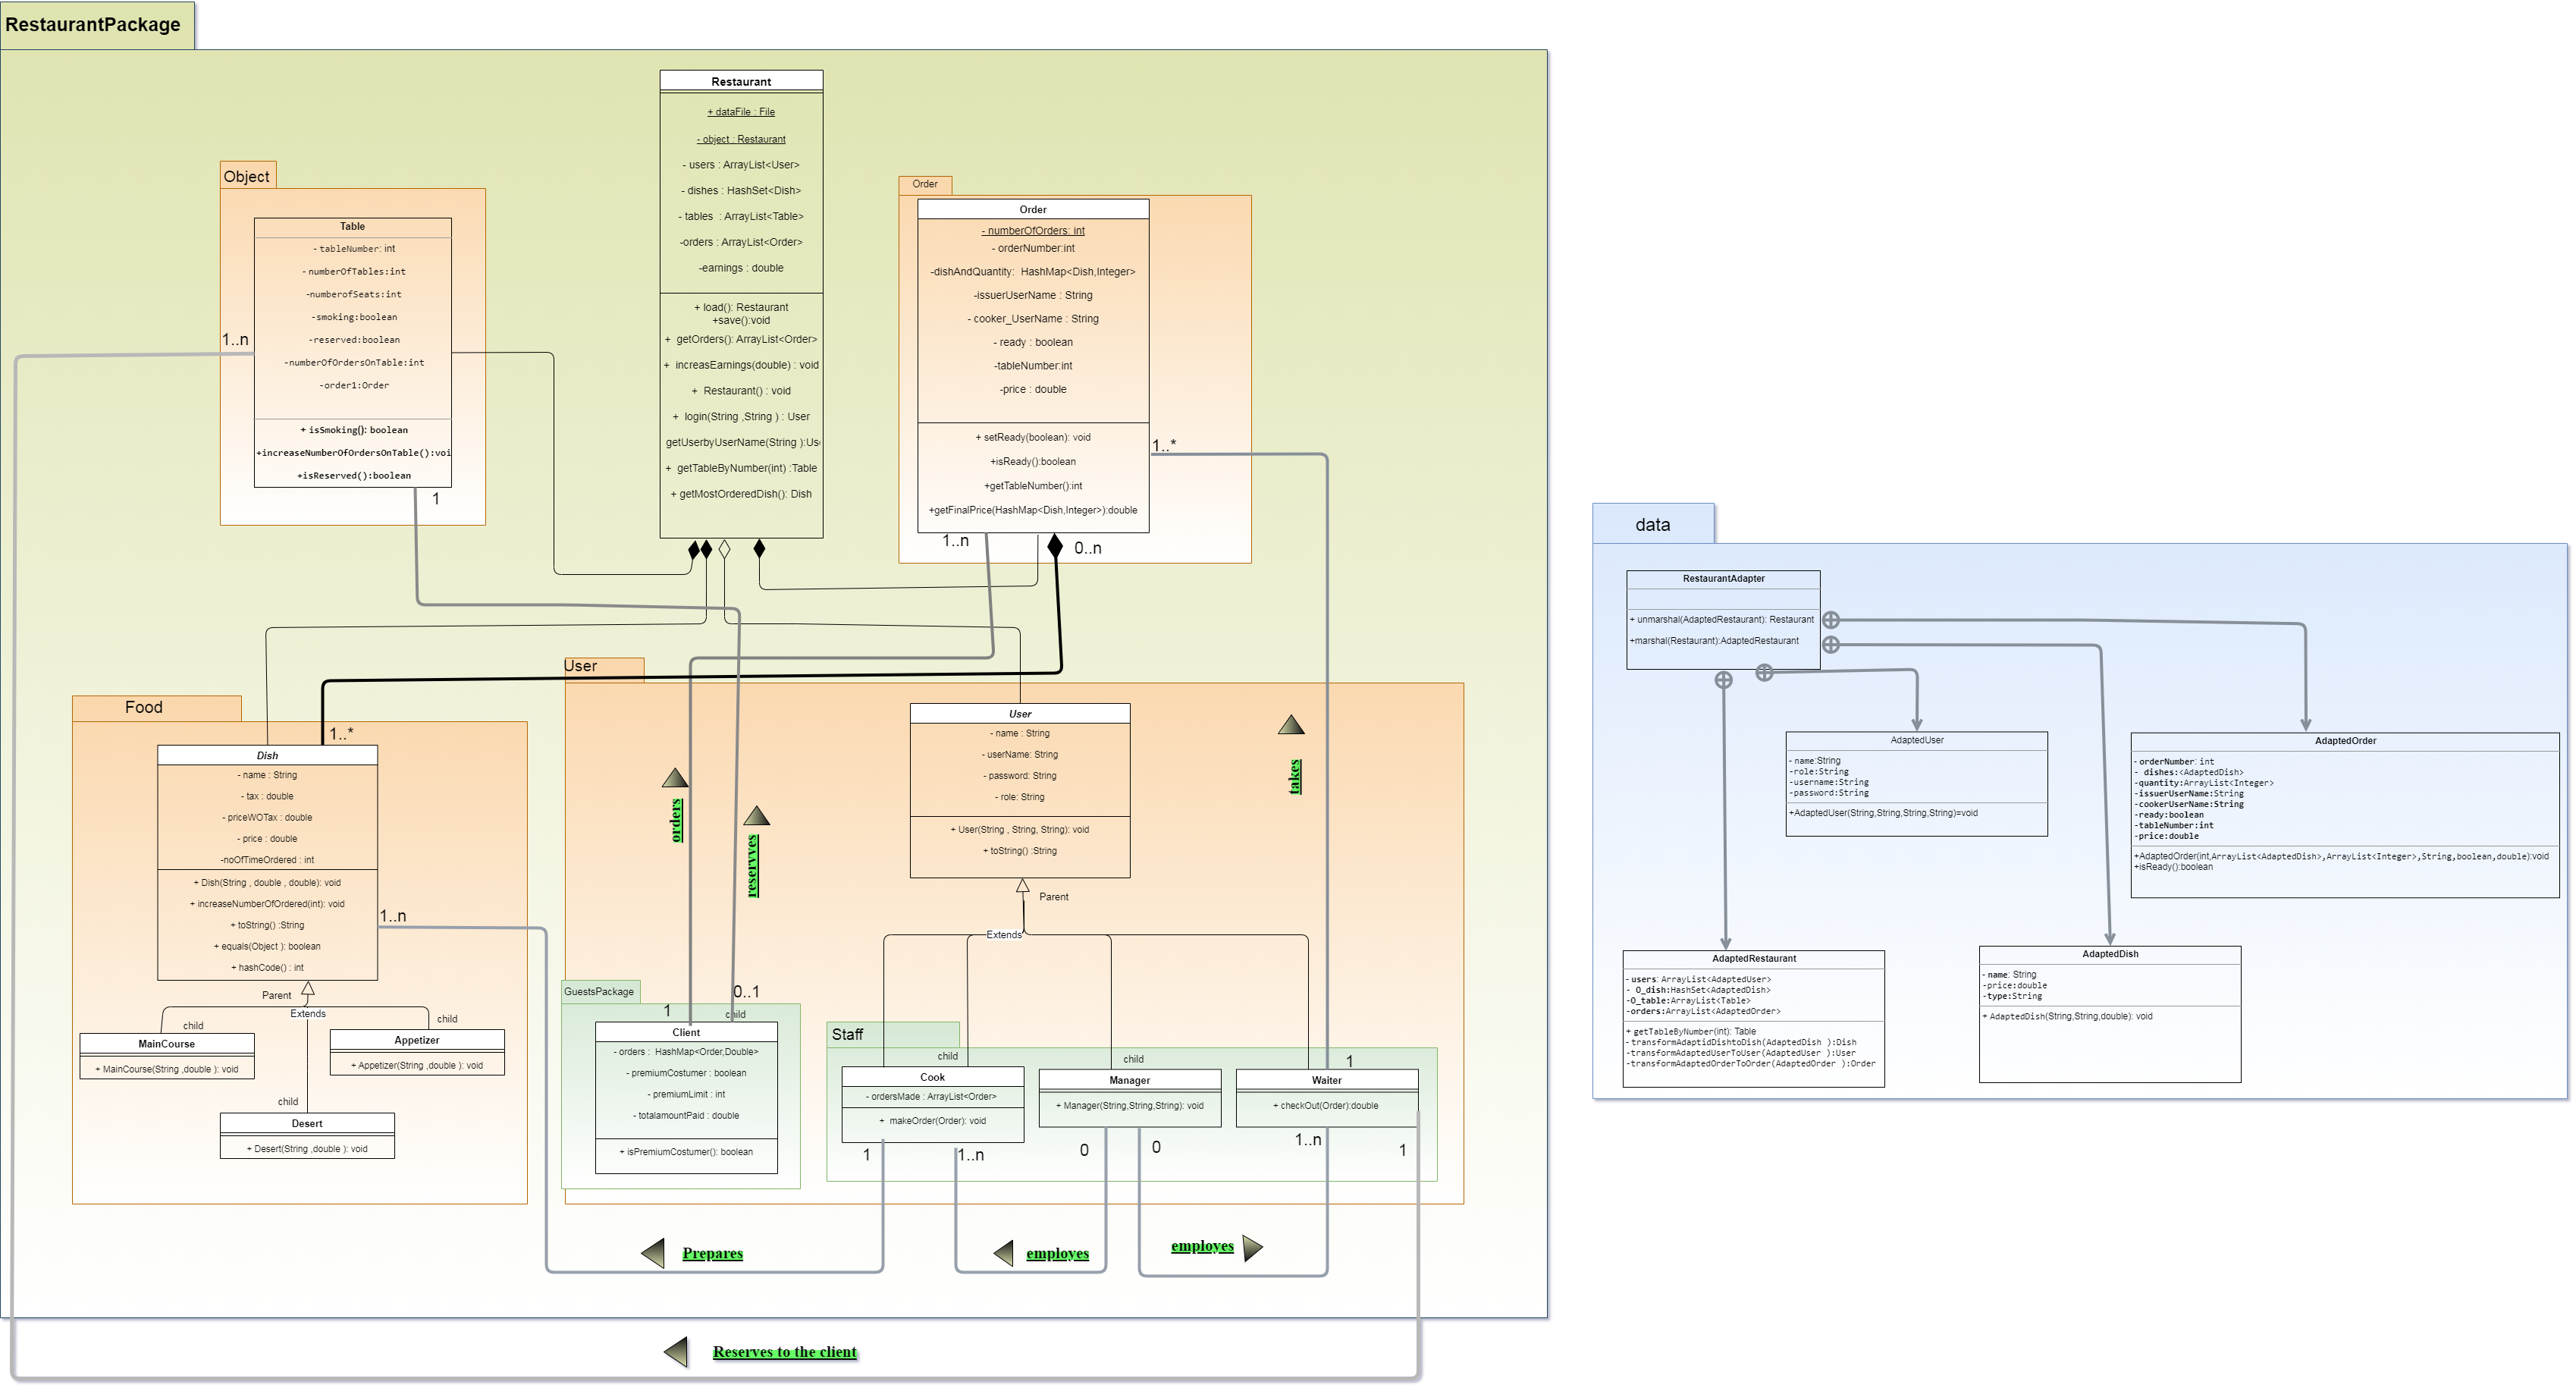 RestaurantPackage
Restaurant
+ dataFile : File
- object : Restaurant
- users : ArrayList<User>
- dishes : HashSet<Dish>
- tables  : ArrayList<Table>
-orders : ArrayList<Order>
-earnings : double
+ load(): Restaurant
+save():void
+  getOrders(): ArrayList<Order>
+  increasEarnings(double) : void
+  Restaurant() : void
+  login(String ,String ) : User
getUserbyUserName(String ):Us
+  getTableByNumber(int) :Table
+ getMostOrderedDish(): Dish
Object
Table
- tableNumber: int
- numberOfTables:int
-numberofSeats:int
-smoking:boolean
-reserved:boolean
-numberOfOrdersOnTable:int
-order1:Order
+ isSmoking(): boolean
+increaseNumberOfOrdersOnTable():voi
+isReserved():boolean
1..n
1
Order
Order
- numberOfOrders: int
- orderNumber:int
-dishAndQuantity:  HashMap<Dish,Integer>
-issuerUserName : String
- cooker_UserName : String
- ready : boolean
-tableNumber:int
-price : double
+ setReady(boolean): void
+isReady():boolean
+getTableNumber():int
+getFinalPrice(HashMap<Dish,Integer>):double
1..*
1..n
0..n
Food
1..*
Dish
- name : String
- tax : double
- priceWOTax : double
- price : double
-noOfTimeOrdered : int
+ Dish(String , double , double): void
+ increaseNumberOfOrdered(int): void
+ toString() :String
+ equals(Object ): boolean
+ hashCode() : int
1..n
Parent
Extends
child
child
MainCourse
+ MainCourse(String ,double ): void
Appetizer
+ Appetizer(String ,double ): void
child
Desert
+ Desert(String ,double ): void
User
User
- name : String
- userName: String
- password: String
- role: String
+ User(String , String, String): void
+ toString() :String
Parent
Extends
orders
reservves
takes
GuestsPackage
1
0..1
child
Client
- orders :  HashMap<Order,Double>
- premiumCostumer : boolean
- premiumLimit : int
- totalamountPaid : double
+ isPremiumCostumer(): boolean
Staff
child
child
1
Cook
- ordersMade : ArrayList<Order>
+  makeOrder(Order): void
Manager
+ Manager(String,String,String): void
Waiter
+ checkOut(Order):double
1
1..n
0
0
1..n
1
Prepares
employes
employes
Reserves to the client
data
RestaurantAdapter
+ unmarshal(AdaptedRestaurant): Restaurant
+marshal(Restaurant):AdaptedRestaurant
AdaptedUser
- name:String
- role:String
- username:String
- password:String
+AdaptedUser(String,String,String,String)=void
AdaptedOrder
- orderNumber: int
- dishes:<AdaptedDish>
-quantity:ArrayList<Integer>
-issuerUserName:String
-cookerUserName:String
-ready:boolean
-tableNumber:int
-price:double
+AdaptedOrder(int,ArrayList<AdaptedDish>,ArrayList<Integer>,String,boolean,double):void
+isReady():boolean
AdaptedRestaurant
- users: ArrayList<AdaptedUser>
- O_dish:HashSet<AdaptedDish>
-O_table:ArrayList<Table>
-orders:ArrayList<AdaptedOrder>
+ getTableByNumber(int): Table
- transformAdaptidDishtoDish(AdaptedDish ):Dish
-transformAdaptedUserToUser(AdaptedUser ):User
-transformAdaptedOrderToOrder(AdaptedOrder ):Order
AdaptedDish
- name: String
-price:double
-type:String
+ AdaptedDish(String,String,double): void